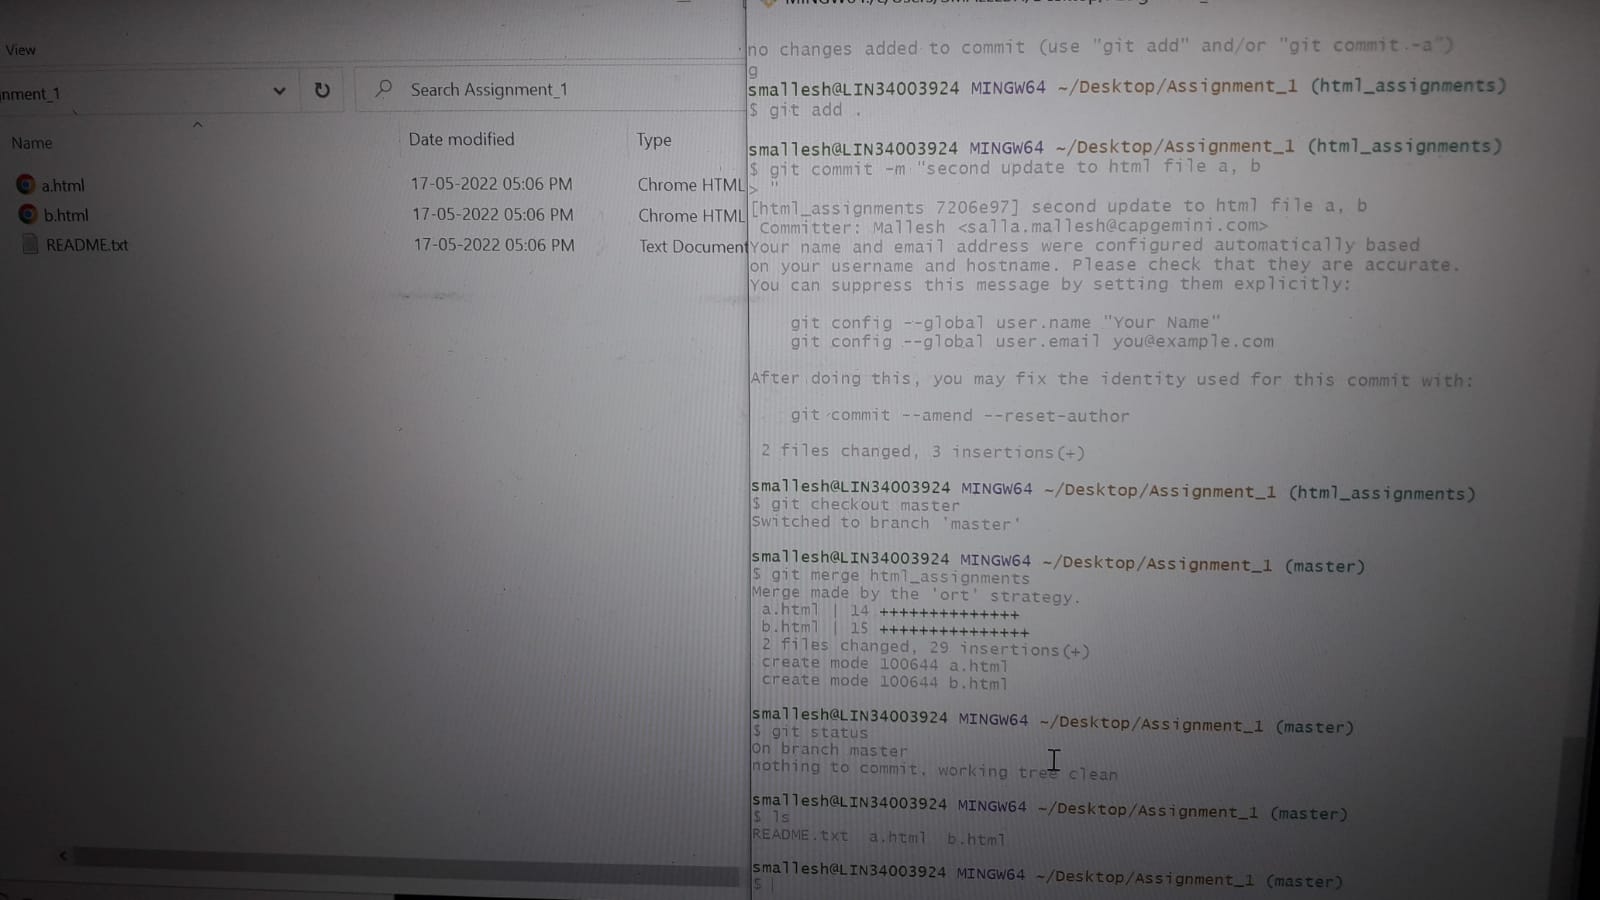 View
nment_1
Search Assignment_1
Name Date modified Type
a.html 17-05-2022 05:06 PM Chrome HTML
b.html 17-05-2022 05:06 PM Chrome HTML
README.txt 17-05-2022 05:06 PM Text Document
no changes added to commit (use "git add" and/or "git commit -a")
g
smallesh@LIN34003924 MINGW64 ~/Desktop/Assignment_1 (html_assignments)
$ git add .
smallesh@LIN34003924 MINGW64 ~/Desktop/Assignment_1 (html_assignments)
$ git commit -m "second update to html file a, b
> "
[html_assignments 7206e97] second update to html file a, b
Committer: Mallesh <salla.mallesh@capgemini.com>
Your name and email address were configured automatically based
on your username and hostname. Please check that they are accurate.
You can suppress this message by setting them explicitly:
git config --global user.name "Your Name"
git config --global user.email you@example.com
After doing this, you may fix the identity used for this commit with:
git commit --amend --reset-author
2 files changed, 3 insertions(+)
smallesh@LIN34003924 MINGW64 ~/Desktop/Assignment_1 (html_assignments)
$ git checkout master
Switched to branch 'master'
smallesh@LIN34003924 MINGW64 ~/Desktop/Assignment_1 (master)
$ git merge html_assignments
Merge made by the 'ort' strategy.
a.html | 14 ++++++++++++++
b.html | 15 +++++++++++++++
2 files changed, 29 insertions(+)
create mode 100644 a.html
create mode 100644 b.html
smallesh@LIN34003924 MINGW64 ~/Desktop/Assignment_1 (master)
$ git status
On branch master
nothing to commit, working tree clean
smallesh@LIN34003924 MINGW64 ~/Desktop/Assignment_1 (master)
$ ls
README.txt a.html b.html
smallesh@LIN34003924 MINGW64 ~/Desktop/Assignment_1 (master)
$